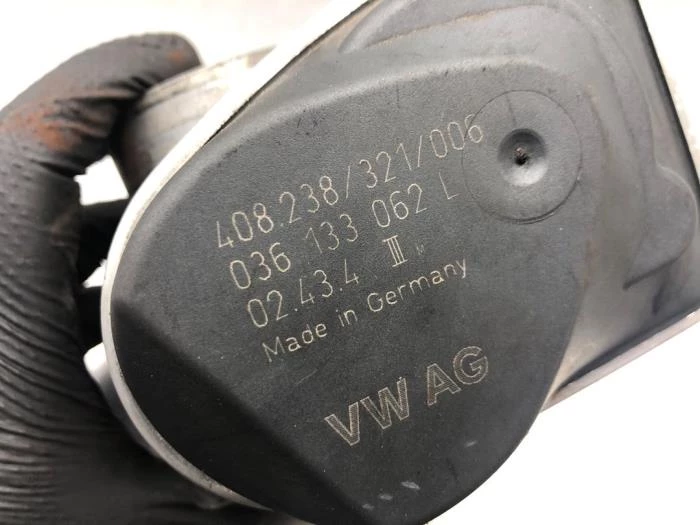 408.238/321/006
036 133 062 L
02.43.4 III M
Made in Germany
VW AG